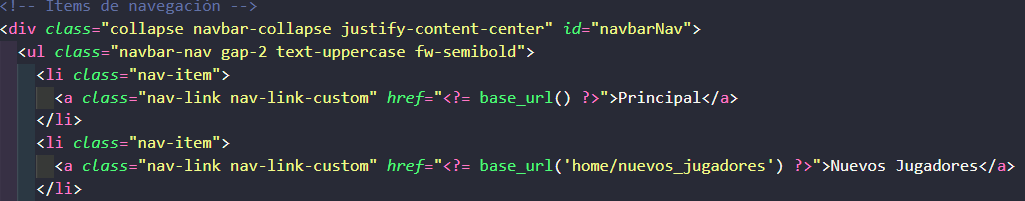 <!-- Items de navegación -->
<div class="collapse navbar-collapse justify-content-center" id="navbarNav">
<ul class="navbar-nav gap-2 text-uppercase fw-semibold">
<li class="nav-item">
<a class="nav-link nav-link-custom" href="<?= base_url() ?>">Principal</a>
</li>
<li class="nav-item">
<a class="nav-link nav-link-custom" href="<?= base_url('home/nuevos_jugadores') ?>">Nuevos Jugadores</a>
</li>